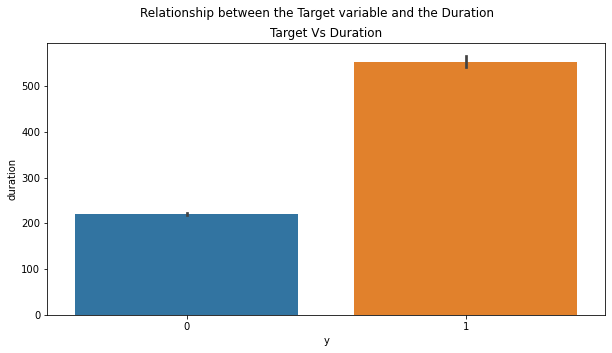 Relationship between the Target variable and the Duration
Target Vs Duration
duration
500
400
300
200
100
0
0
1
y